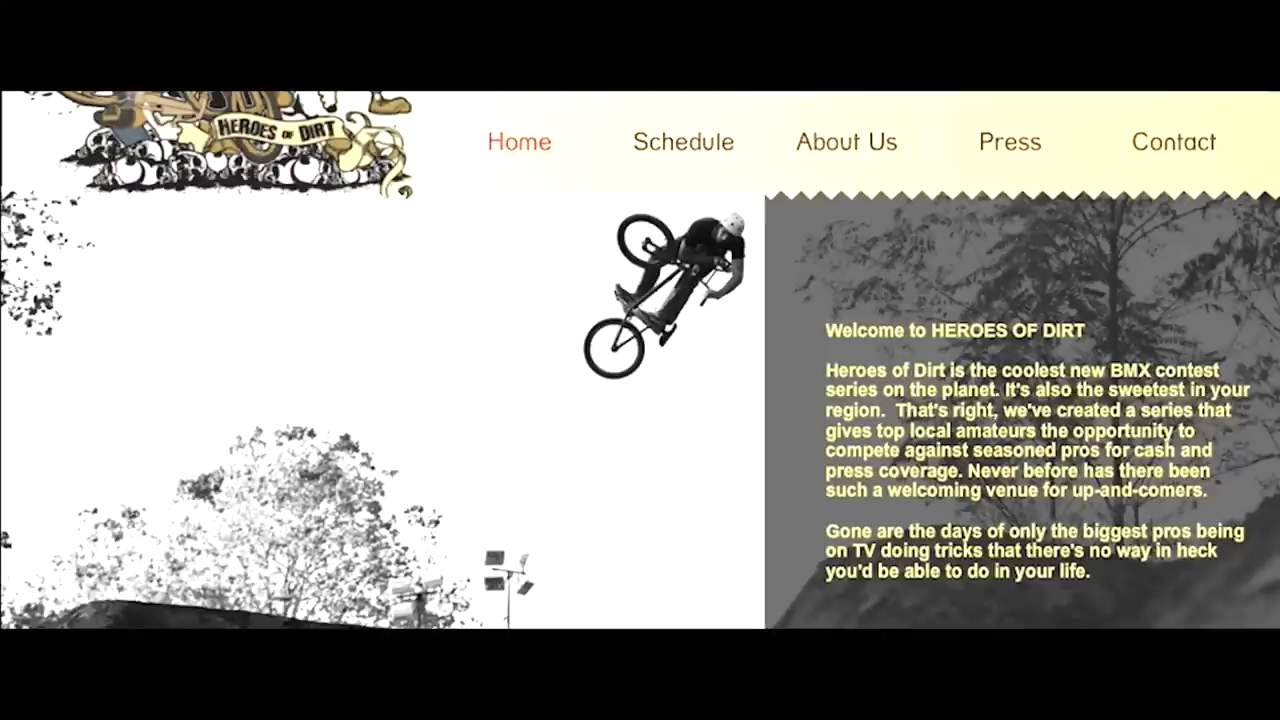 HEROES OF DIRT
Home
Schedule
About Us
Press
Contact
Welcome to HEROES OF DIRT
Heroes of Dirt is the coolest new BMX contest
series on the planet. It's also the sweetest in your
region.  That's right, we've created a series that
gives top local amateurs the opportunity to
compete against seasoned pros for cash and
press coverage. Never before has there been
such a welcoming venue for up-and-comers.
Gone are the days of only the biggest pros being
on TV doing tricks that there's no way in heck
you'd be able to do in your life.